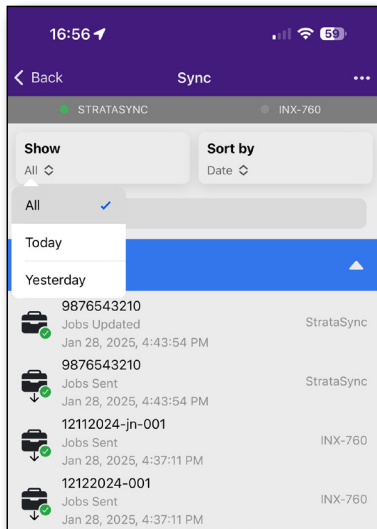 16:56
59
Back
Sync
STRATASYNC
INX-760
Show
All
Sort by
Date
All
Today
Yesterday
9876543210
Jobs Updated
Jan 28, 2025, 4:43:54 PM
StrataSync
9876543210
Jobs Sent
Jan 28, 2025, 4:43:54 PM
StrataSync
12112024-jn-001
Jobs Sent
Jan 28, 2025, 4:37:11 PM
INX-760
12122024-001
Jobs Sent
Jan 28, 2025, 4:37:11 PM
INX-760